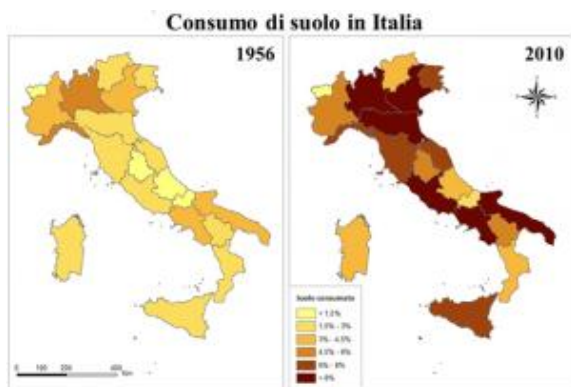 Consumo di suolo in Italia
1956
2010
Suolo consumato
< 1.5%
1.5% - 3%
3% - 4.5%
4.5% - 6%
6% - 8%
> 8%
0 100 200 400
Km